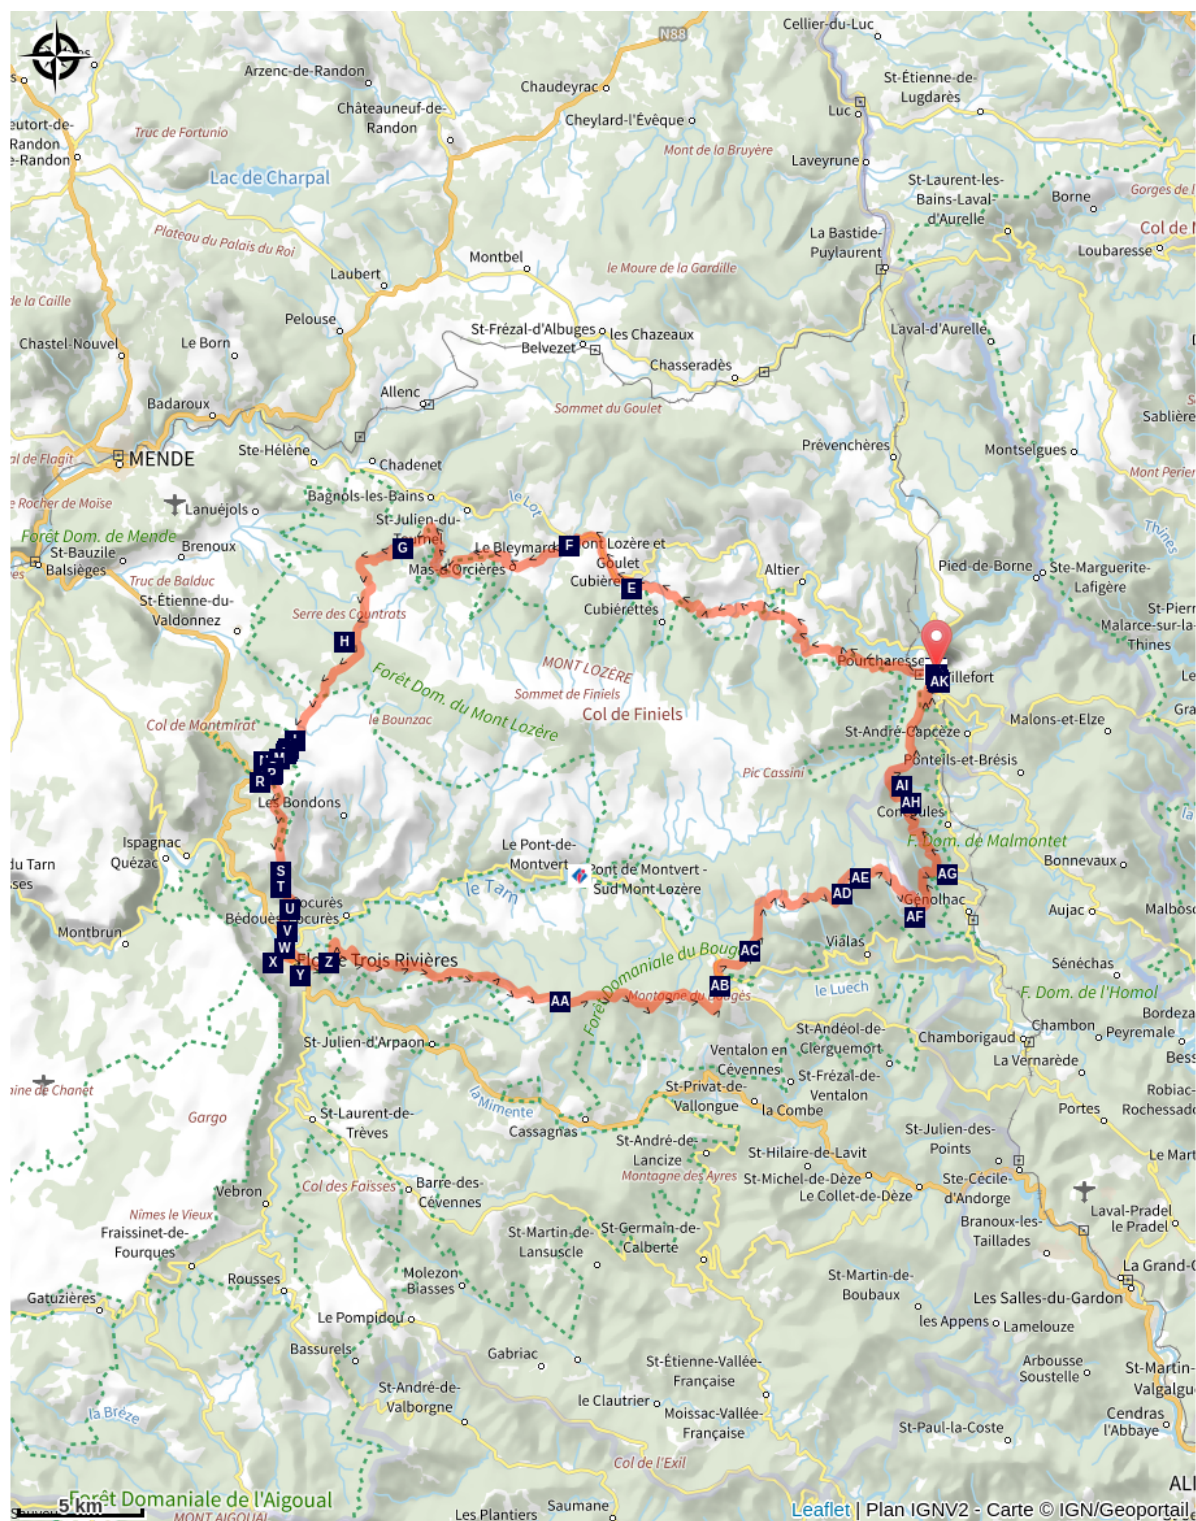 Cellier-du-Luc
N88
Arzenc-de-Randon
Chaudeyrac
St-Étienne-de-
Lugdarès
Châteauneuf-de-
Randon
Luc
Cheylard-l'Évêque
eutort-de-
Randon
e-Randon
Truc de Fortunio
Mont de la Bruyère
Laveyrune
Lac de Charpal
St-Laurent-les-
Bains-Laval-
d'Aurelle
Borne
Gorges de l
Plateau du Palais du Roi
La Bastide-
Puylaurent
Col de
Loubaresse
Montbel
Laubert
le Moure de la Gardille
de la Caille
Pelouse
St-Frézal-d'Albuges
les Chazeaux
Belvezet
Laval-d'Aurelle
Chastel-Nouvel
Le Born
Chasseradès
Allenc
Badaroux
Sommet du Goulet
Sablière
MENDE
Ste-Hélène
Chadenet
Prévenchères
Montselgues
al de Flagit
Mont Perier
Bagnols-les-Bains
le Lot
e Rocher de Moïse
Lanuéjols
St-Julien-du-
Tournel
Thines
Forêt Dom. de Mende
Brenoux
G
Le Bleymard
F
ont Lozère et
Goulet
St-Bauzile
Balsièges
Mas-d'Orcières
Altier
Pied-de-Borne
Ste-Marguerite-
Lafigère
Truc de Balduc
Cubière
E
St-Étienne-du-
Valdonnez
Serre des Countrats
Cubiérettes
St-Pierr
Malarce-sur-la-
Thines
H
MONT LOZÈRE
Pourcharesse
illefort
AK
Forêt Dom. du Mont Lozère
Sommet de Finiels
Col de Finiels
Col de Montmirat
le Bounzac
Malons-et-Elze
St-André-Capcèze
Ponteils-et-Brésis
Pic Cassini
R
Les Bondons
AI
AH
Ispagnac
Quézac
Le Pont-de-
Montvert
F. Dom. de Malmontet
Bonnevaux
du Tarn
Pont de Montvert -
Sud Mont Lozère
le Tarn
S
T
AE
AD
AG
Génolhac
AF
Aujac
Malbosc
U
Bédouès
V
W
Montbrun
X
Y
Z
Trois Rivières
Forêt Domaniale du Boug
AC
Vialas
Sénéchas
AA
AB
Montagne du Bougès
le Luech
F. Dom. de l'Homol
St-Julien-d'Arpaon
St-Andéol-de-
Clerguemort
Chamborigaud
Chambon
Peyremale
Bordeza
Bess
La Vernarède
Ventalon en
Cévennes
St-Frézal-de-
Ventalon
Robiac-
Rochessado
la Mimente
St-Privat-de-
Vallongue
la Combe
Portes
Gargo
St-Laurent-de-
Trèves
Cassagnas
St-André-de-
Lancize
St-Julien-des-
Points
St-Hilaire-de-Lavit
Le Mart
Montagne des Ayres
St-Michel-de-Dèze
Le Collet-de-Dèze
Ste-Cécile-
d'Andorge
Vebron
Col des Faïsses
Barre-des-
Cévennes
Laval-Pradel
le Pradel
Nîmes le Vieux
Fraissinet-de-
Fourques
St-Martin-de-
Lansuscle
St-Germain-de-
Calberte
Branoux-les-
Taillades
Rousses
Molezon
Biasses
St-Martin-de-
Boubaux
La Grand-C
Gatuzières
Les Salles-du-Gardon
Le Pompidou
les Appens
Lamelouze
Bassurels
Gabriac
St-Étienne-Vallée-
Française
Arbousse
Soustelle
St-Martin-
Valgalgu
la Brèze
St-André-de-
Valborgne
le Clautrier
Moissac-Vallée-
Française
St-Paul-la-Coste
Cendras
l'Abbaye
Col de l'Exil
ALI
5 km
Forêt Domaniale de l'Aigoual
MONT AIGOUAL
Les Plantiers
Saumane
Leaflet | Plan IGNV2 - Carte © IGN/Geoportail